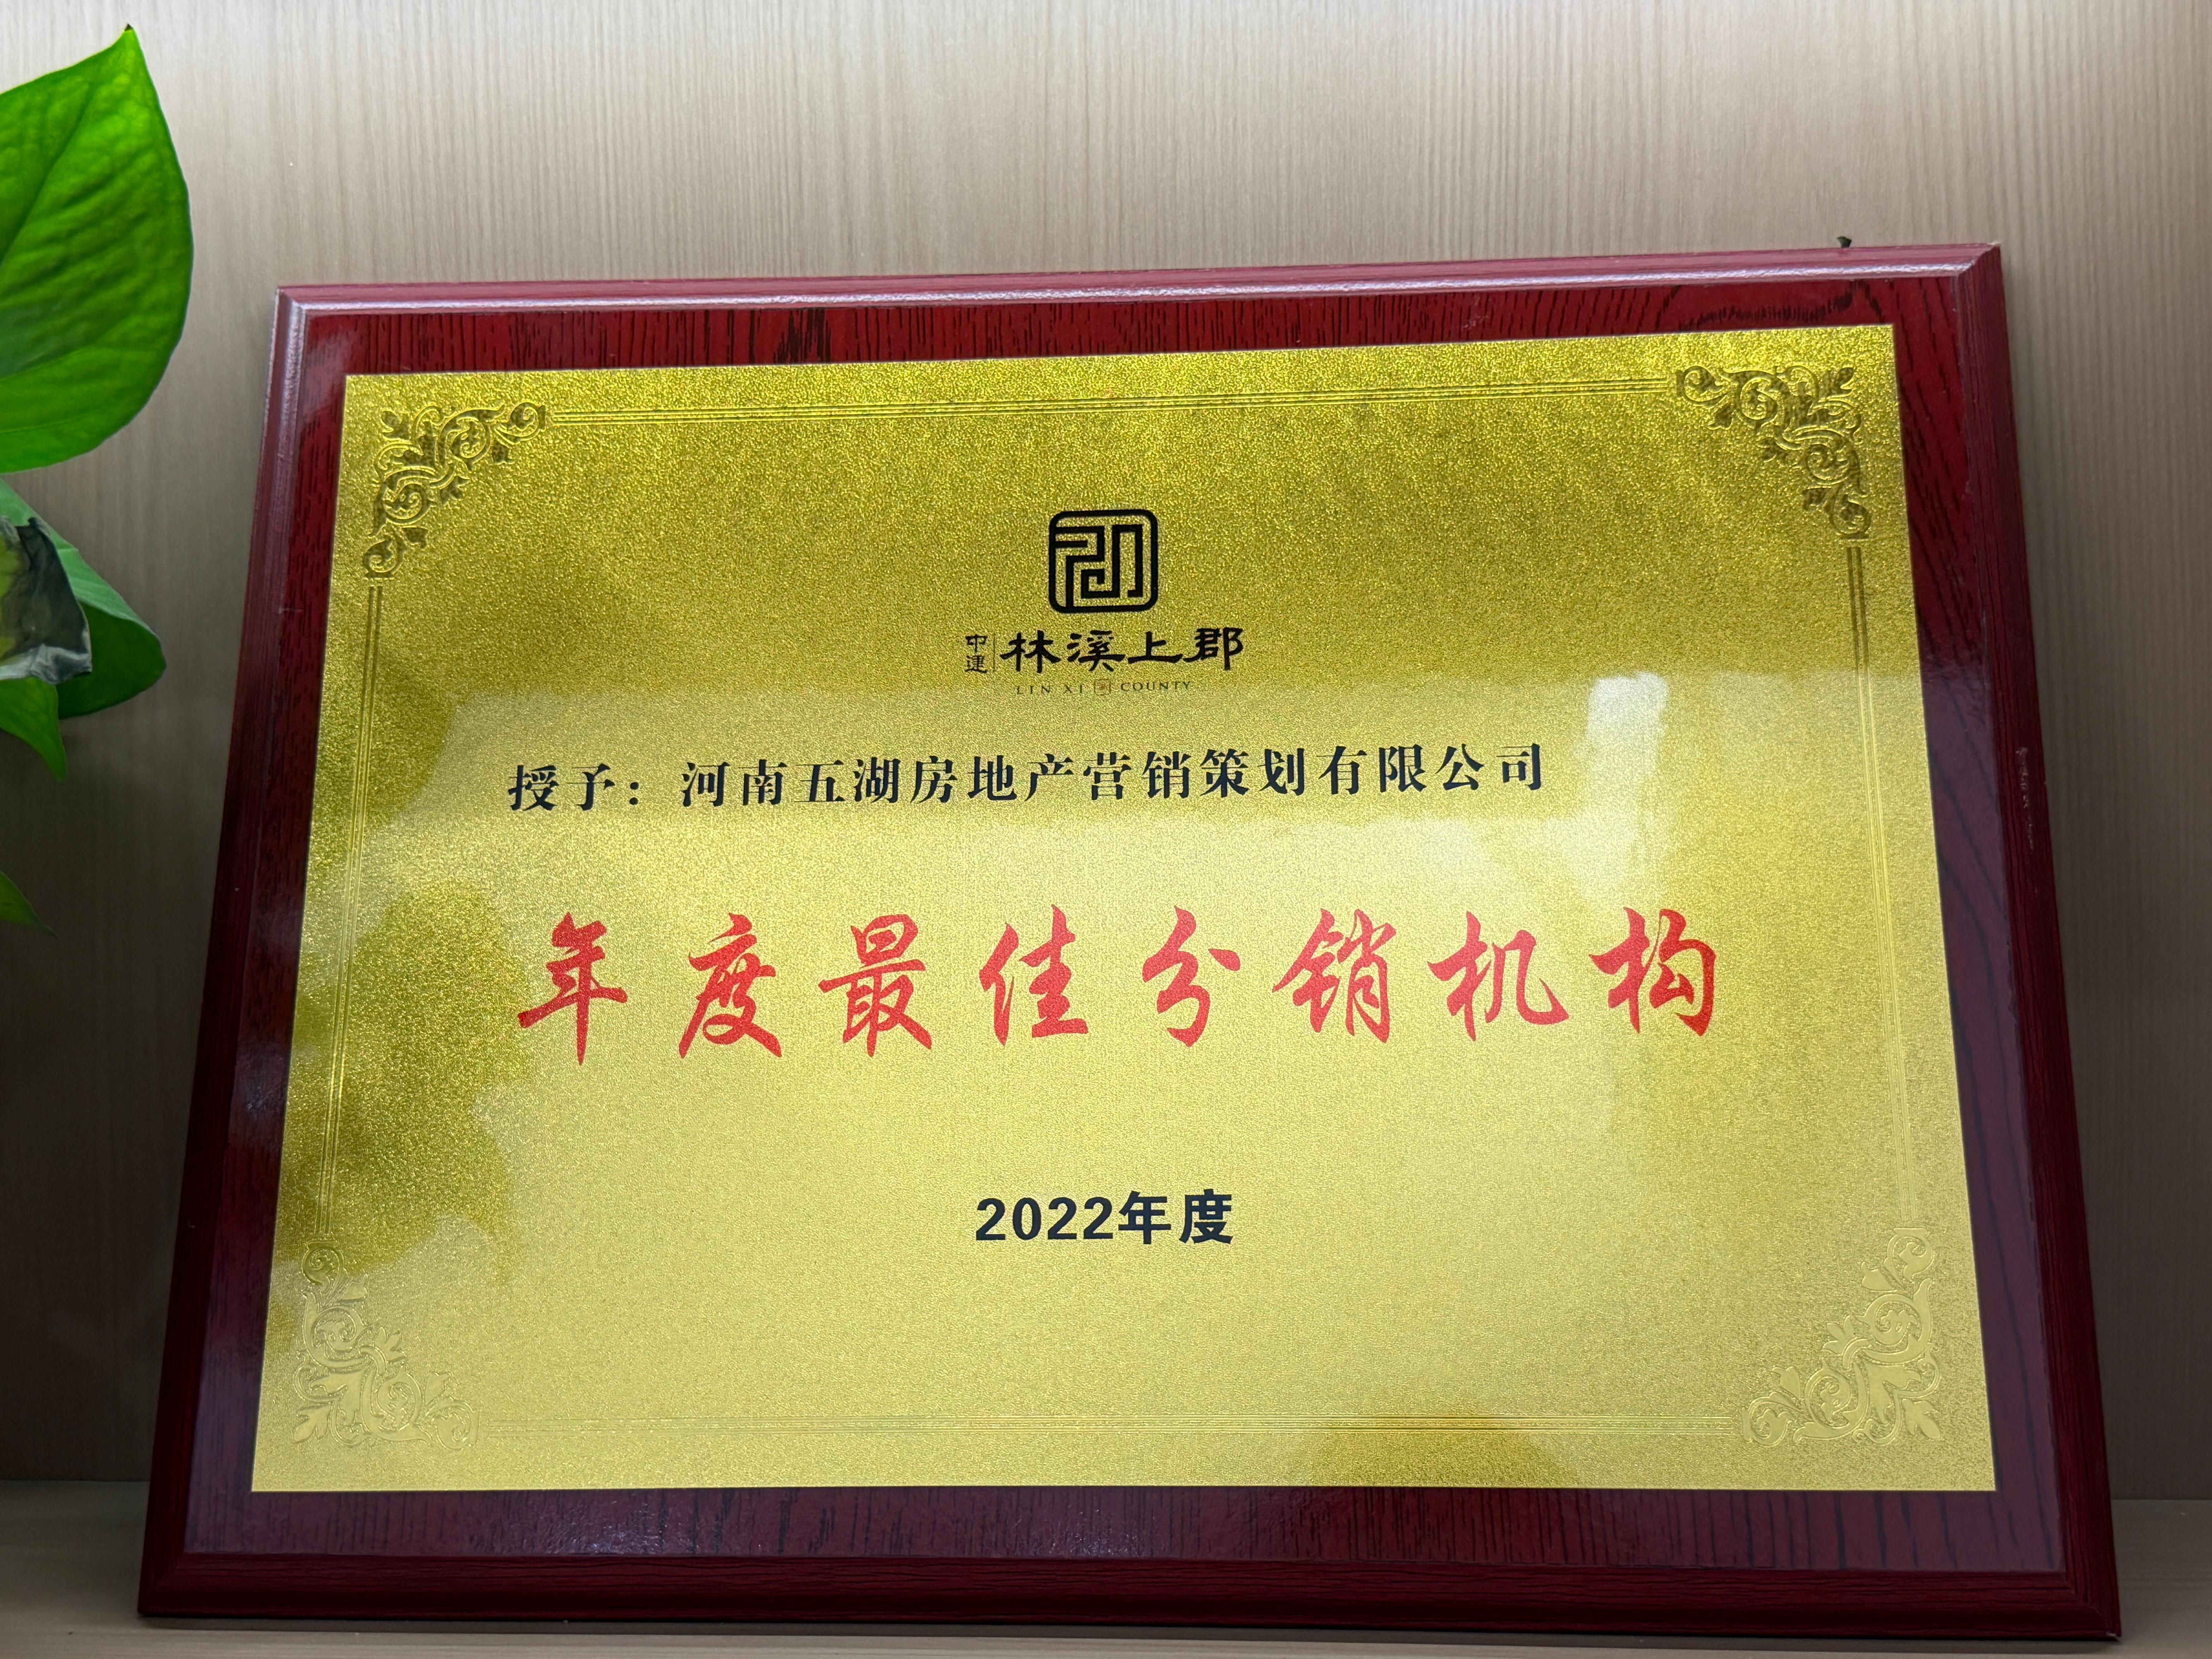 中建 林溪上郡
LIN XI COUNTY
授予：河南五湖房地产营销策划有限公司
年度最佳分销机构
2022年度